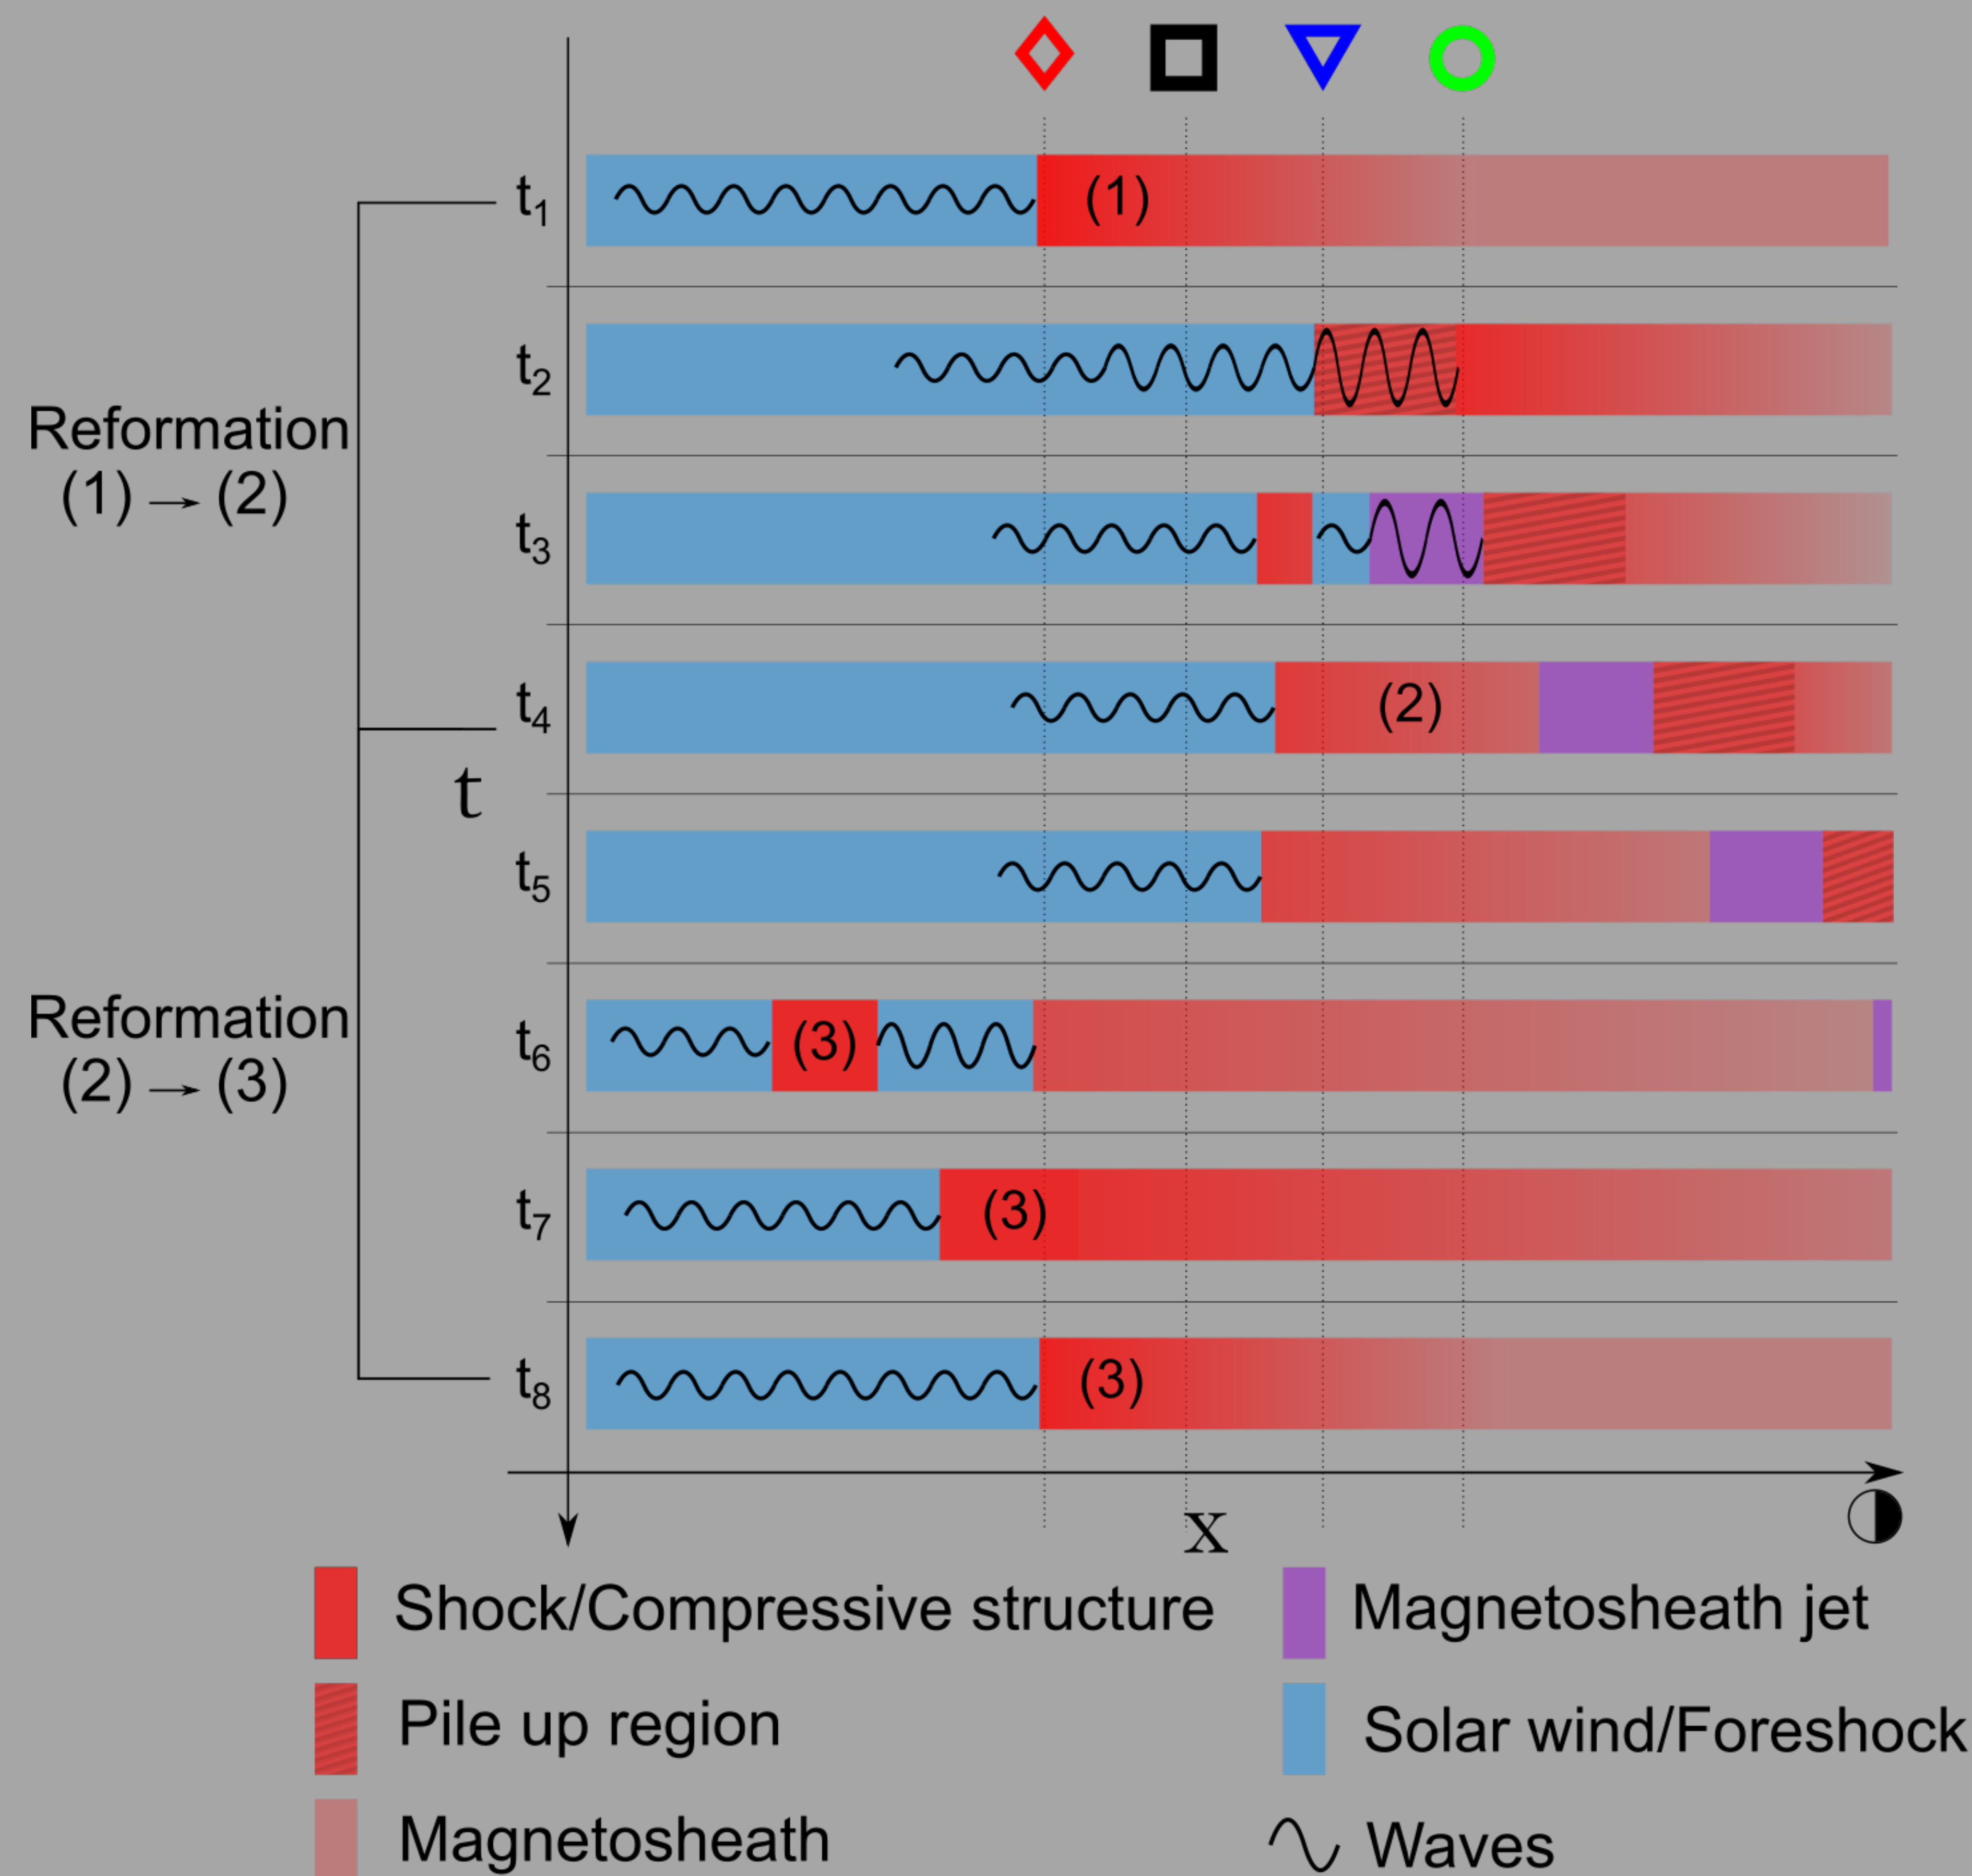 t₁ (1)
t₂
Reformation
(1) → (2)
t₃
t₄ (2)
t
t₅
Reformation
(2) → (3)
t₆ (3)
t₇ (3)
t₈ (3)
x
Shock/Compressive structure
Magnetosheath jet
Pile up region
Solar wind/Foreshock
Magnetosheath
Waves